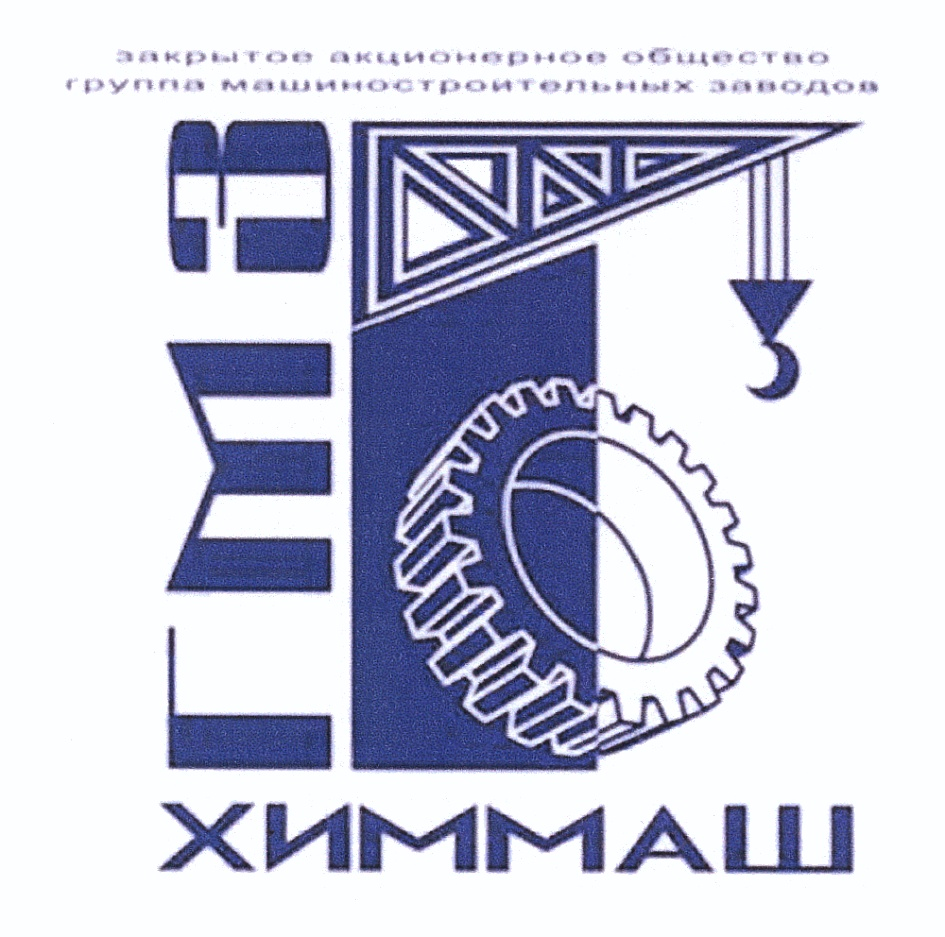 закрытое акционерное общество
группа машиностроительных заводов
ГМЗ
ХИММАШ